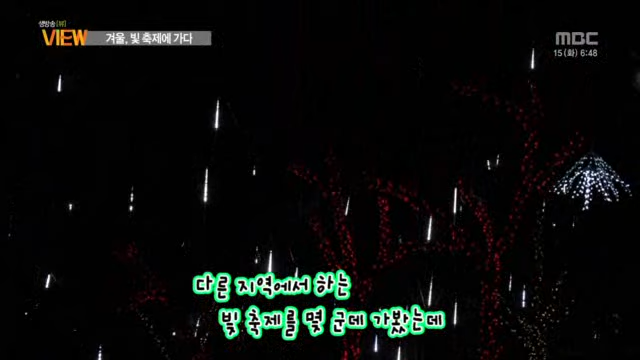 생방송 [뷰]
VIEW
겨울, 빛 축제에 가다
MBC
15(화) 6:48
다른 지역에서 하는
빛 축제를 몇 군데 가봤는데